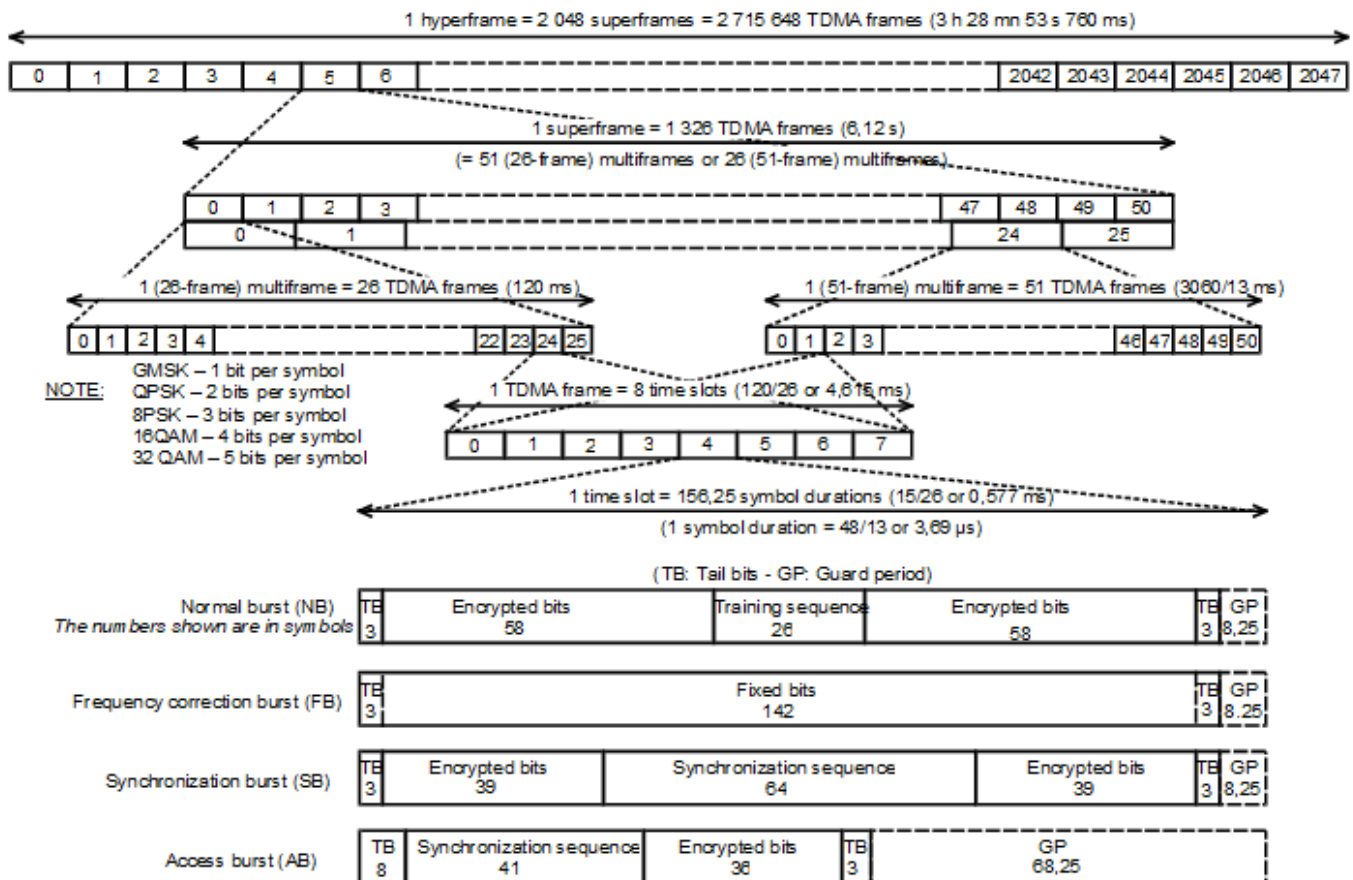 1 hyperframe = 2 048 superframes = 2 715 648 TDMA frames (3 h 28 mn 53 s 760 ms)
0 1 2 3 4 5 6 2042 2043 2044 2045 2046 2047
1 superframe = 1 326 TDMA frames (6,12 s)
(= 51 (26-frame) multiframes or 26 (51-frame) multiframes)
0 1 2 3 47 48 49 50
0 1 24 25
1 (26-frame) multiframe = 26 TDMA frames (120 ms)
1 (51-frame) multiframe = 51 TDMA frames (3060/13 ms)
0 1 2 3 4 22 23 24 25
0 1 2 3 46 47 48 49 50
NOTE:
GMSK – 1 bit per symbol
QPSK – 2 bits per symbol
8PSK – 3 bits per symbol
16QAM – 4 bits per symbol
32 QAM – 5 bits per symbol
1 TDMA frame = 8 time slots (120/26 or 4,615 ms)
0 1 2 3 4 5 6 7
1 time slot = 156,25 symbol durations (15/26 or 0,577 ms)
(1 symbol duration = 48/13 or 3,69 µs)
(TB: Tail bits - GP: Guard period)
Normal burst (NB)
The numbers shown are in symbols
TB Encrypted bits Training sequence Encrypted bits TB GP
3 58 26 58 3 8,25
Frequency correction burst (FB)
TB Fixed bits TB GP
3 142 3 8.25
Synchronization burst (SB)
TB Encrypted bits Synchronization sequence Encrypted bits TB GP
3 39 64 39 3 8,25
Access burst (AB)
TB Synchronization sequence Encrypted bits TB GP
8 41 36 3 68,25